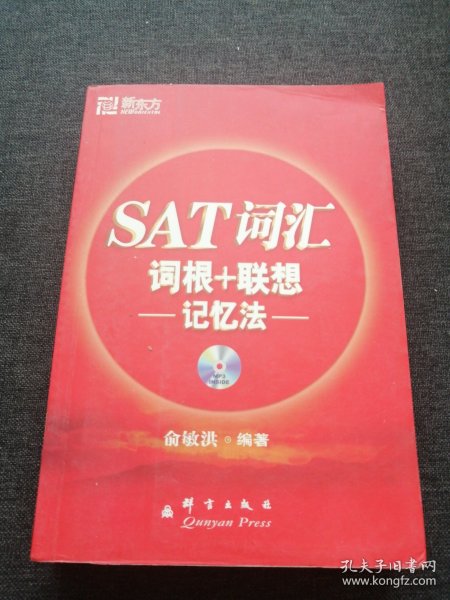 新东方
NEW ORIENTAL
SAT词汇
词根+联想
记忆法
MP3
INSIDE
俞敏洪⊙编著
群言出版社
Qunyan Press
孔夫子旧书网
www.kongfz.com